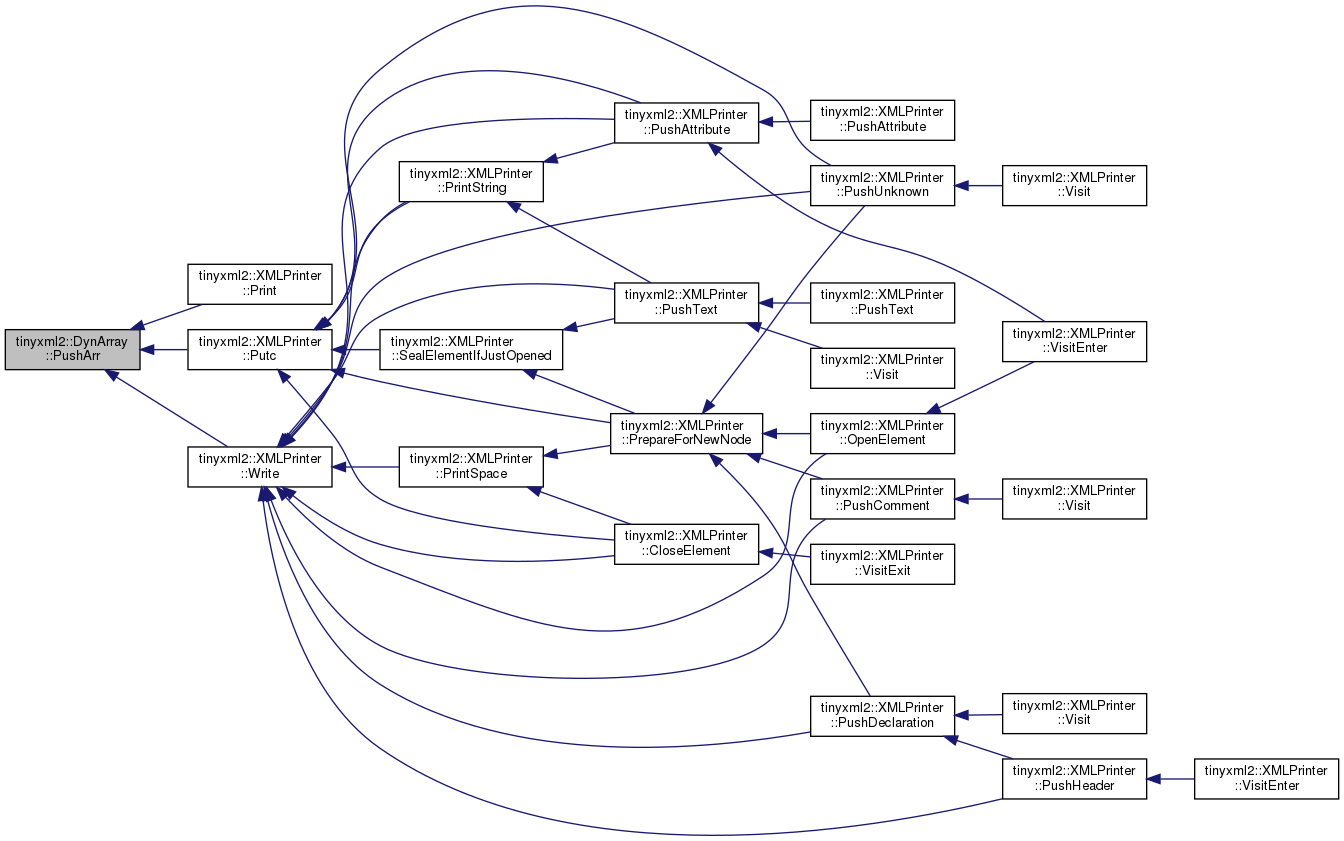 tinyxml2::DynArray
::PushArr
tinyxml2::XMLPrinter
::Print
tinyxml2::XMLPrinter
::Putc
tinyxml2::XMLPrinter
::Write
tinyxml2::XMLPrinter
::PrintString
tinyxml2::XMLPrinter
::SealElementIfJustOpened
tinyxml2::XMLPrinter
::PrintSpace
tinyxml2::XMLPrinter
::PushAttribute
tinyxml2::XMLPrinter
::PushText
tinyxml2::XMLPrinter
::PrepareForNewNode
tinyxml2::XMLPrinter
::CloseElement
tinyxml2::XMLPrinter
::PushAttribute
tinyxml2::XMLPrinter
::PushUnknown
tinyxml2::XMLPrinter
::PushText
tinyxml2::XMLPrinter
::Visit
tinyxml2::XMLPrinter
::OpenElement
tinyxml2::XMLPrinter
::PushComment
tinyxml2::XMLPrinter
::VisitExit
tinyxml2::XMLPrinter
::PushDeclaration
tinyxml2::XMLPrinter
::Visit
tinyxml2::XMLPrinter
::VisitEnter
tinyxml2::XMLPrinter
::Visit
tinyxml2::XMLPrinter
::Visit
tinyxml2::XMLPrinter
::PushHeader
tinyxml2::XMLPrinter
::VisitEnter